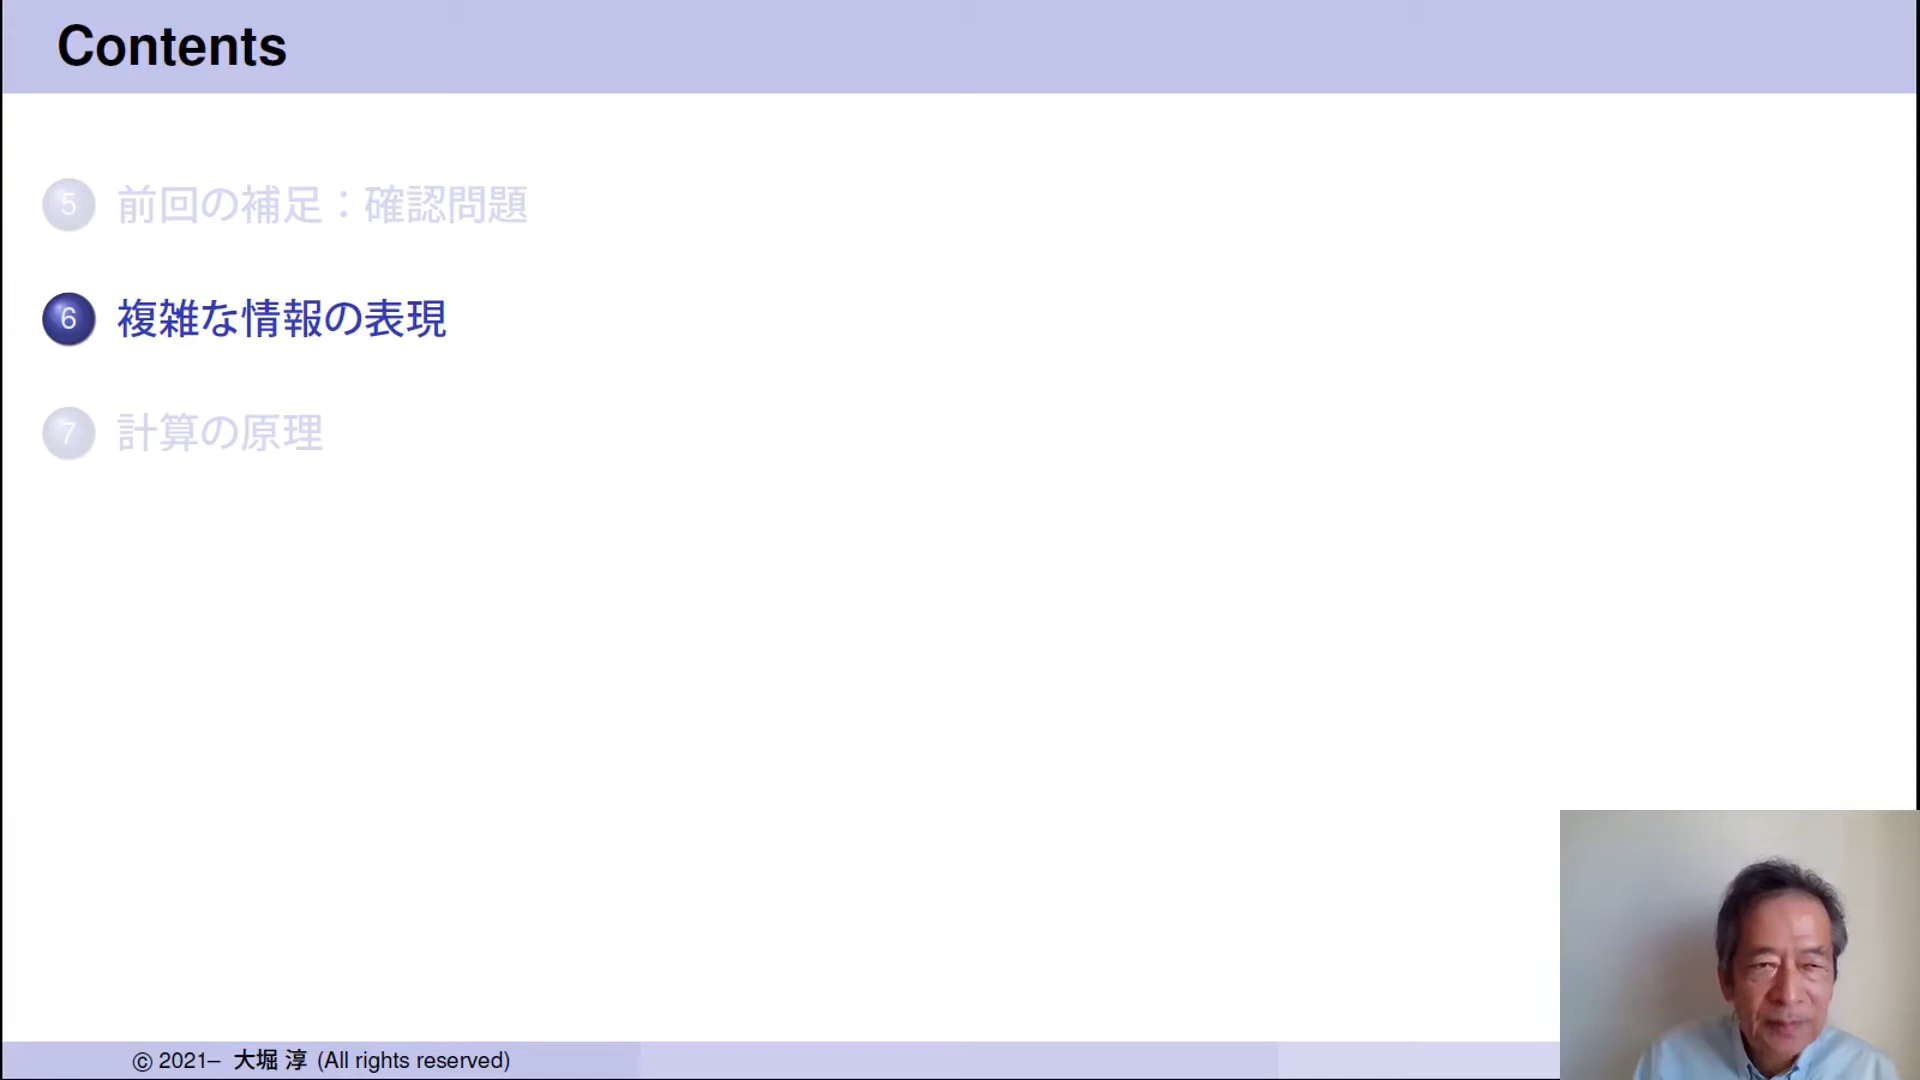 Contents
5 前回の補足：確認問題
6 複雑な情報の表現
7 計算の原理
© 2021– 大堀 淳 (All rights reserved)